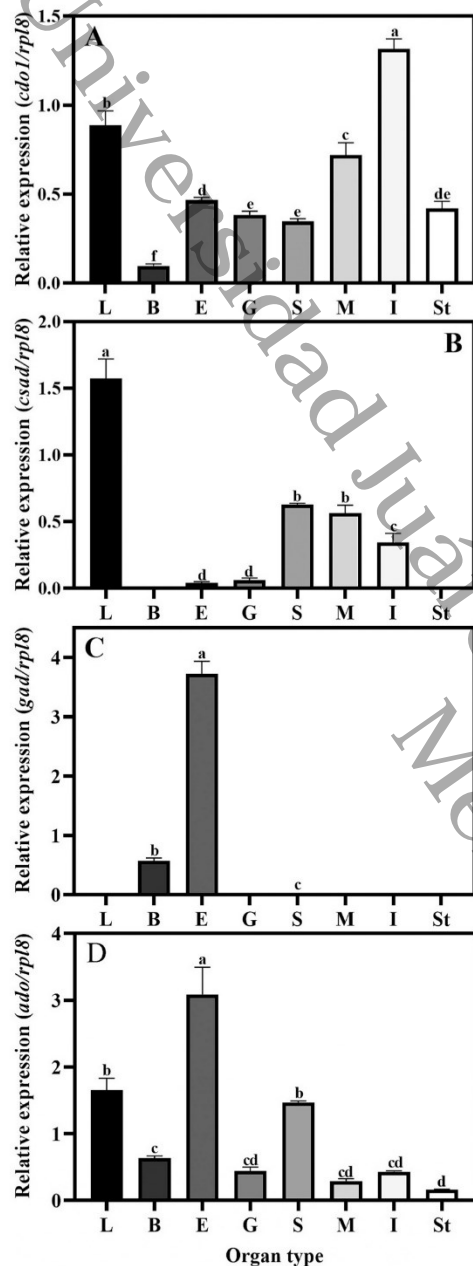 A
Relative expression (cdo1/rpl8)
1.5
1.0
0.5
0.0
b
f
d
e
e
c
a
de
L B E G S M I St
B
Relative expression (csad/rpl8)
2.0
1.5
1.0
0.5
0.0
a
d
d
b
b
c
L B E G S M I St
C
Relative expression (gad/rpl8)
4
3
2
1
0
b
a
c
L B E G S M I St
D
Relative expression (ado/rpl8)
4
3
2
1
0
b
c
a
cd
b
cd
cd
d
L B E G S M I St
Organ type
Universidad Juá